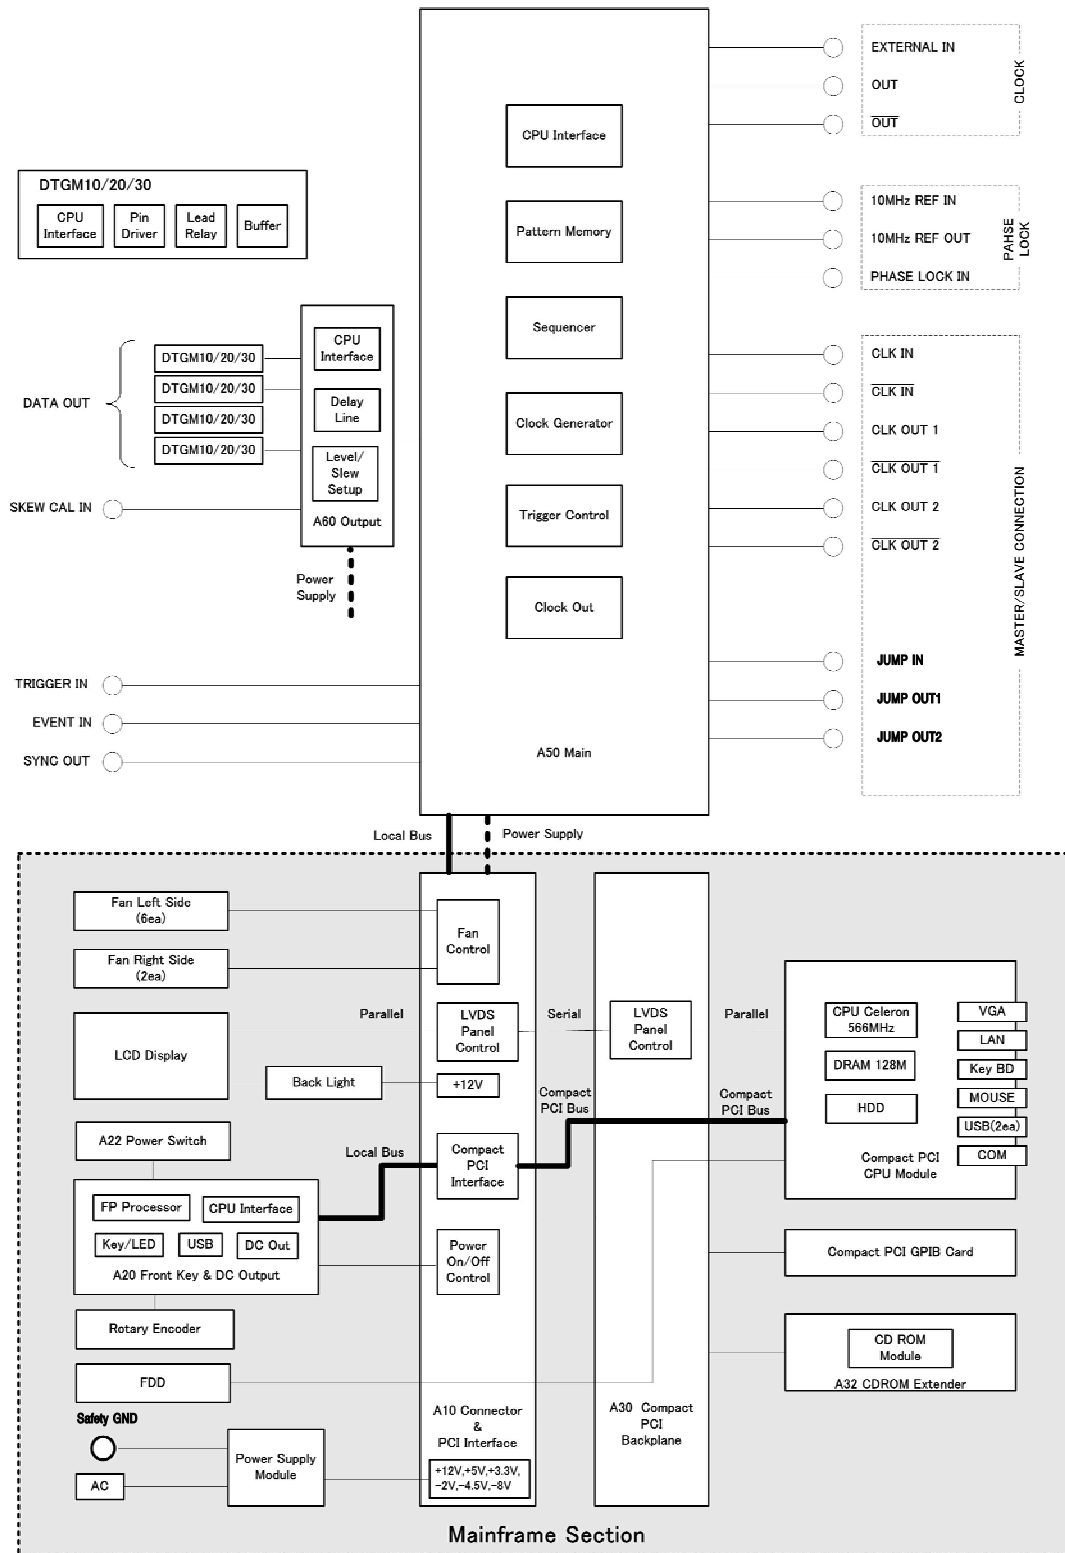 EXTERNAL IN
OUT
OUT
CLOCK
CPU Interface
Pattern Memory
Sequencer
Clock Generator
Trigger Control
Clock Out
A50 Main
DTGM10/20/30
CPU
Interface
Pin
Driver
Lead
Relay
Buffer
10MHz REF IN
10MHz REF OUT
PHASE LOCK IN
PAHSE
LOCK
CPU
Interface
Delay
Line
Level/
Slew
Setup
A60 Output
DATA OUT
DTGM10/20/30
DTGM10/20/30
DTGM10/20/30
DTGM10/20/30
SKEW CAL IN
Power
Supply
CLK IN
CLK IN
CLK OUT 1
CLK OUT 1
CLK OUT 2
CLK OUT 2
JUMP IN
JUMP OUT1
JUMP OUT2
MASTER/SLAVE CONNECTION
TRIGGER IN
EVENT IN
SYNC OUT
Local Bus
Power Supply
Fan Left Side
(6ea)
Fan Right Side
(2ea)
Fan
Control
LCD Display
Parallel
LVDS
Panel
Control
Serial
LVDS
Panel
Control
Parallel
Back Light
+12V
Compact
PCI Bus
Compact
PCI Bus
CPU Celeron
566MHz
DRAM 128M
HDD
VGA
LAN
Key BD
MOUSE
USB(2ea)
COM
Compact PCI
CPU Module
A22 Power Switch
Local Bus
Compact
PCI
Interface
FP Processor
CPU Interface
Key/LED
USB
DC Out
A20 Front Key & DC Output
Power
On/Off
Control
Compact PCI GPIB Card
Rotary Encoder
CD ROM
Module
A32 CDROM Extender
FDD
Safety GND
AC
Power Supply
Module
A10 Connector
&
PCI Interface
+12V,+5V,+3.3V,
-2V,-4.5V,-8V
A30 Compact
PCI
Backplane
Mainframe Section